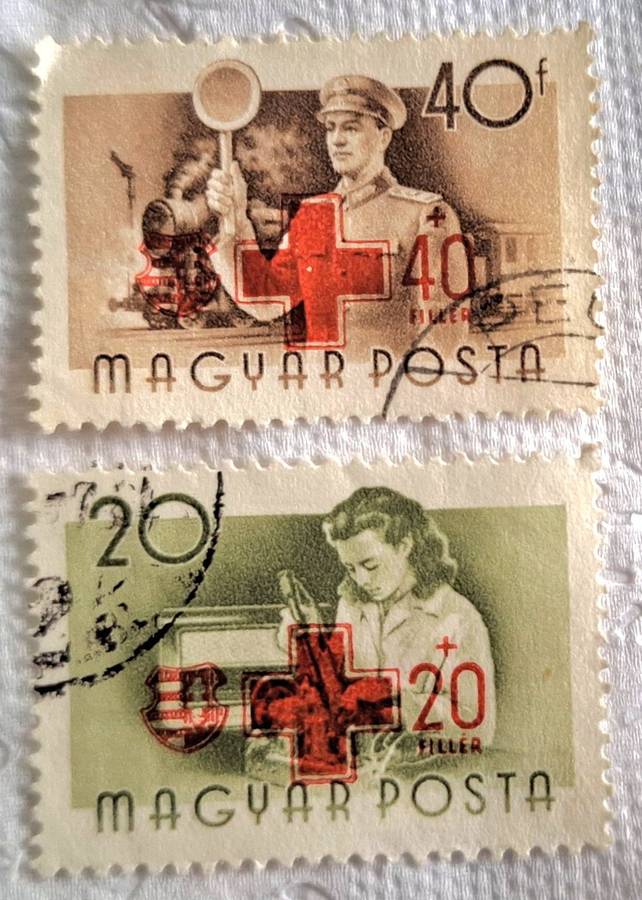 40f
+
40
FILLÉR
MAGYAR POSTA
20
+
20
FILLÉR
MAGYAR POSTA